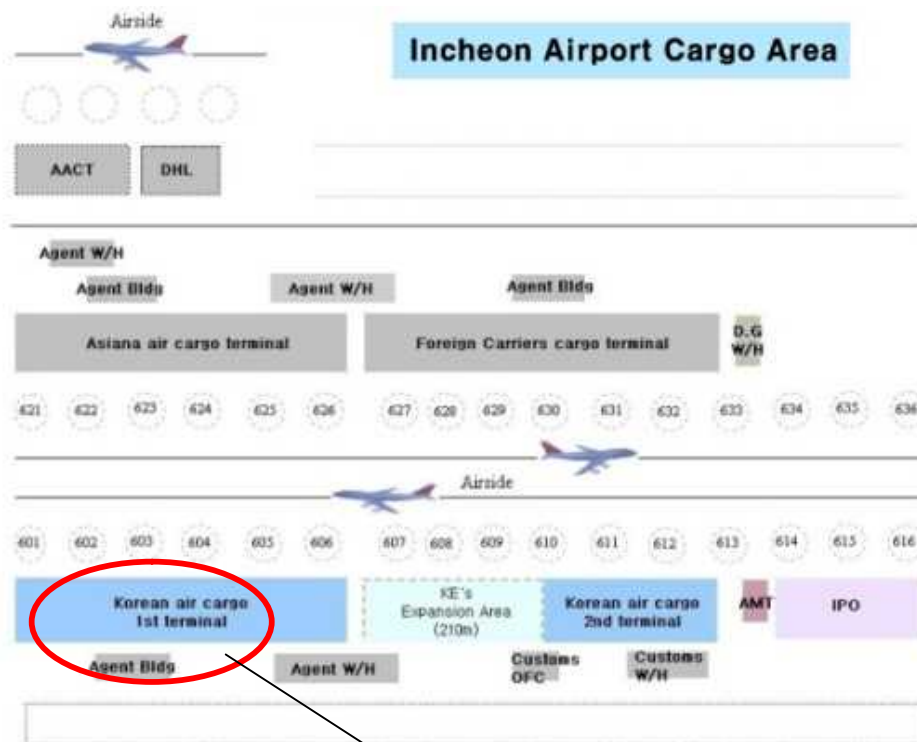 Airside
Incheon Airport Cargo Area
AACT
DHL
Agent W/H
Agent Bldg
Agent W/H
Agent Bldg
Asiana air cargo terminal
Foreign Carriers cargo terminal
D.G
W/H
621 622 623 624 625 626 627 628 629 630 631 632 633 634 635 636
Airside
601 602 603 604 605 606 607 608 609 610 611 612 613 614 615 616
Korean air cargo
1st terminal
KE's
Expansion Area
(210m)
Korean air cargo
2nd terminal
AMT
IPO
Agent Bldg
Agent W/H
Customs
OFC
Customs
W/H